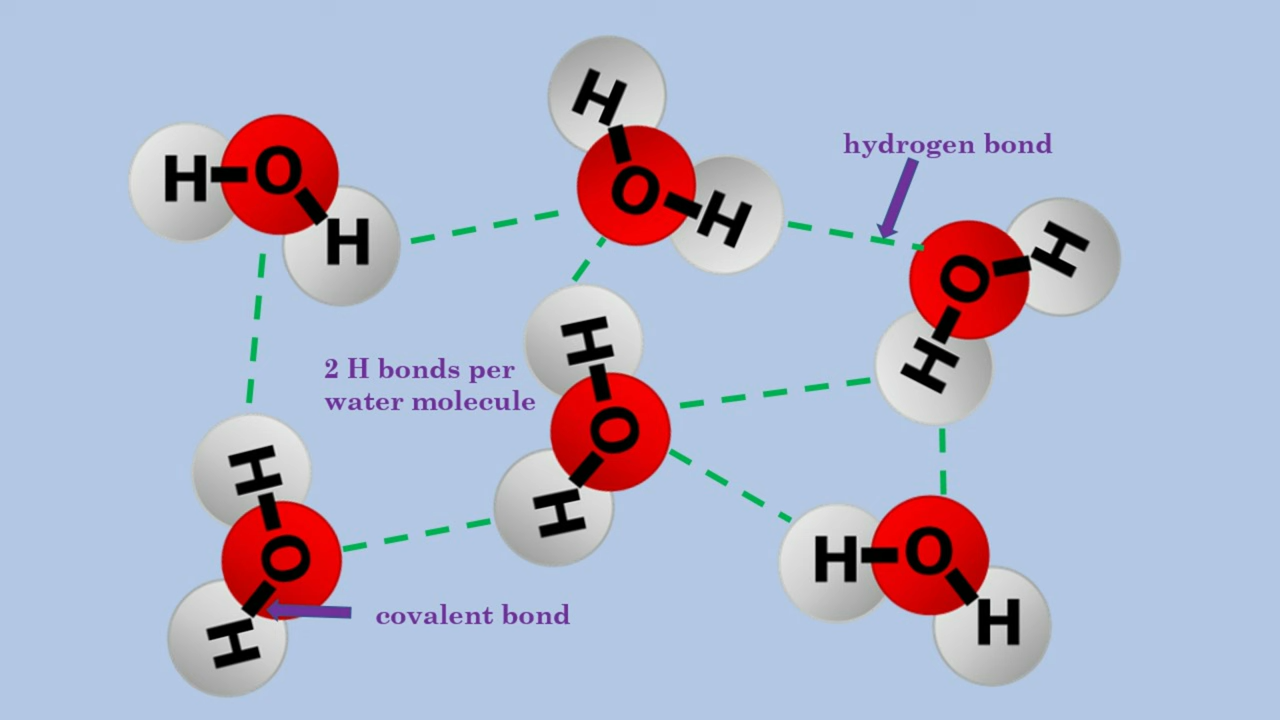 H
O
H
H
O
H
hydrogen bond
O
H
H
H
O
H
2 H bonds per
water molecule
H
O
H
H
O
H
covalent bond